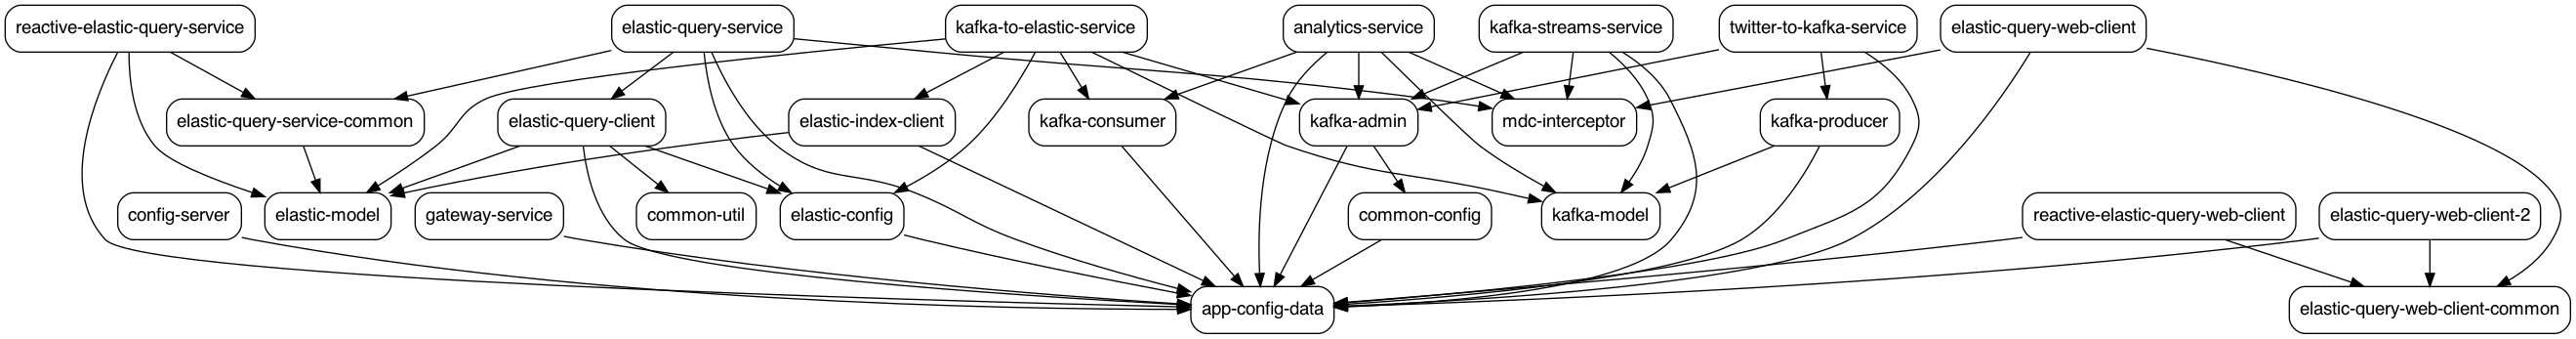 reactive-elastic-query-service
elastic-query-service
kafka-to-elastic-service
analytics-service
kafka-streams-service
twitter-to-kafka-service
elastic-query-web-client
elastic-query-service-common
elastic-query-client
elastic-index-client
kafka-consumer
kafka-admin
mdc-interceptor
kafka-producer
config-server
elastic-model
gateway-service
common-util
elastic-config
common-config
kafka-model
reactive-elastic-query-web-client
elastic-query-web-client-2
app-config-data
elastic-query-web-client-common